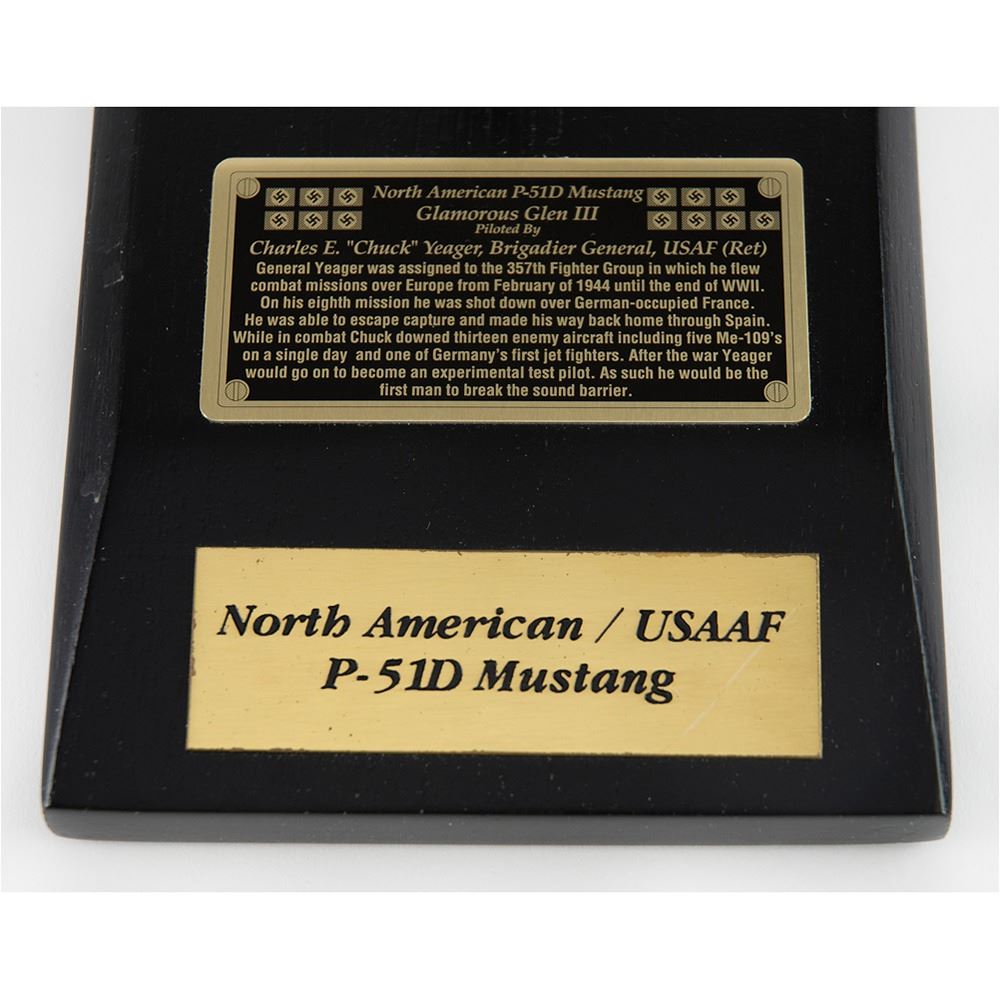 North American P-51D Mustang
Glamorous Glen III
Piloted By
Charles E. "Chuck" Yeager, Brigadier General, USAF (Ret)
General Yeager was assigned to the 357th Fighter Group in which he flew
combat missions over Europe from February of 1944 until the end of WWII.
On his eighth mission he was shot down over German-occupied France.
He was able to escape capture and made his way back home through Spain.
While in combat Chuck downed thirteen enemy aircraft including five Me-109's
on a single day and one of Germany's first jet fighters. After the war Yeager
would go on to become an experimental test pilot. As such he would be the
first man to break the sound barrier.
North American / USAAF
P-51D Mustang